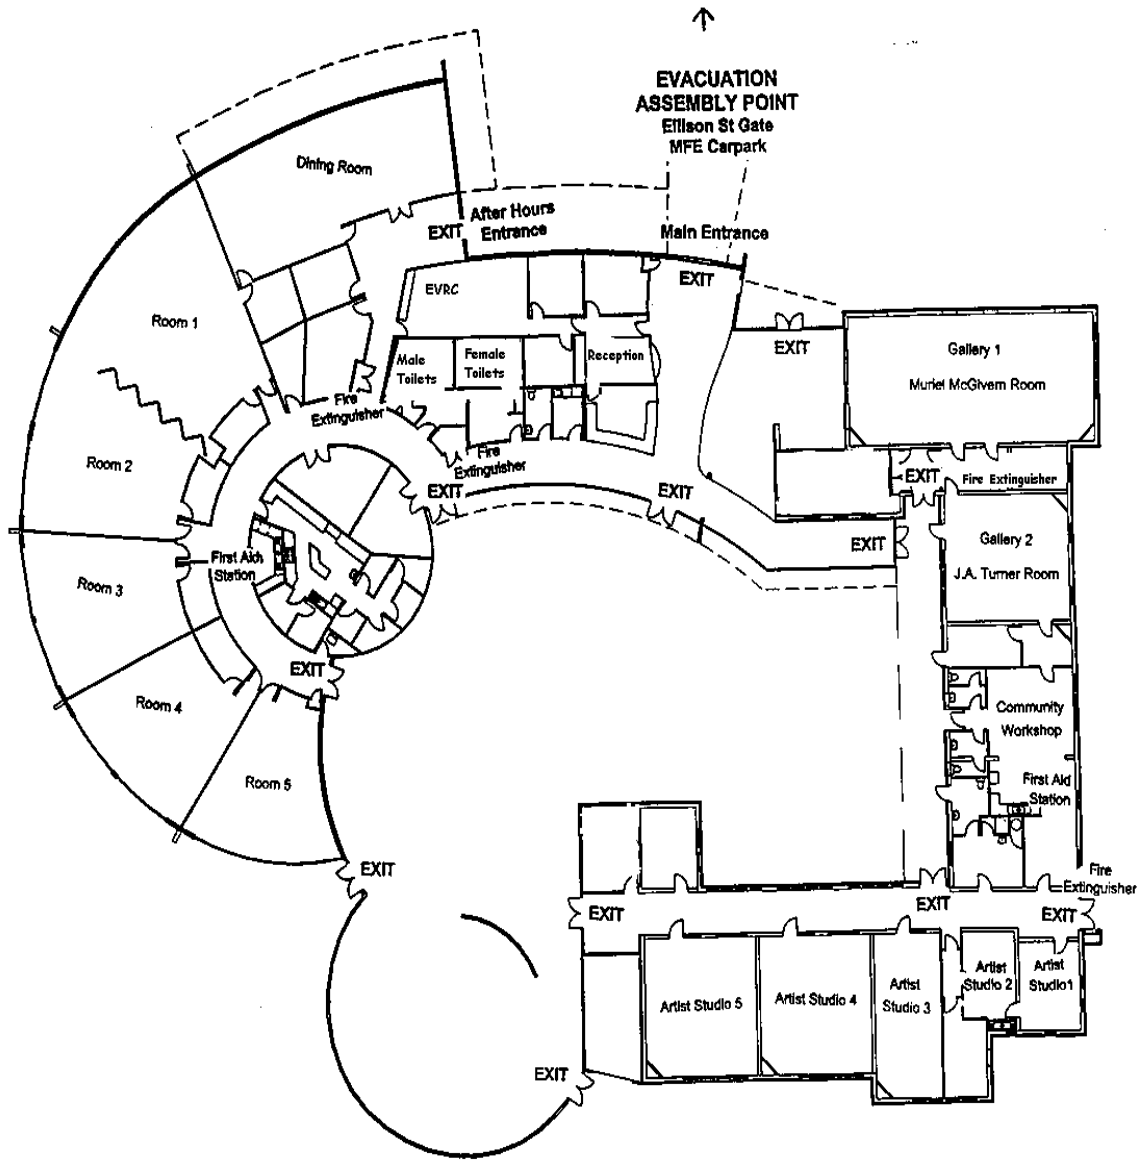 EVACUATION
ASSEMBLY POINT
Ellison St Gate
MFE Carpark
Dining Room
After Hours
Entrance
EXIT
Main Entrance
EXIT
EVRC
Room 1
EXIT
Gallery 1
Muriel McGivern Room
Male
Toilets
Female
Toilets
Reception
Fire
Extinguisher
Room 2
Fire
Extinguisher
EXIT
EXIT
EXIT
Fire Extinguisher
EXIT
Gallery 2
J.A. Turner Room
First Aid
Station
Room 3
EXIT
Room 4
Community
Workshop
Room 5
First Aid
Station
EXIT
Fire
Extinguisher
EXIT
EXIT
EXIT
Artist Studio 5
Artist Studio 4
Artist
Studio 3
Artist
Studio 2
Artist
Studio1
EXIT